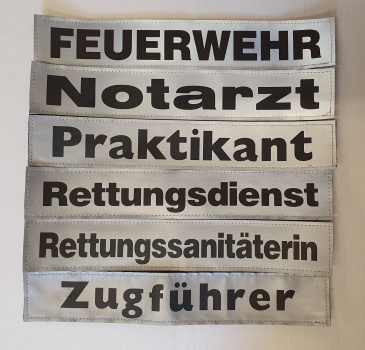 FEUERWEHR
Notarzt
Praktikant
Rettungsdienst
Rettungssanitäterin
Zugführer